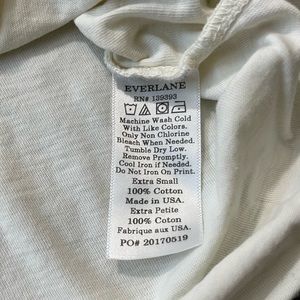 EVERLANE
RN# 139393
Machine Wash Cold
With Like Colors.
Only Non Chlorine
Bleach When Needed.
Tumble Dry Low.
Remove Promptly.
Cool Iron if Needed.
Do Not Iron on Print.
Extra Small
100% Cotton
Made in USA.
Extra Petite
100% Coton
Fabrique aux USA.
PO# 20170519